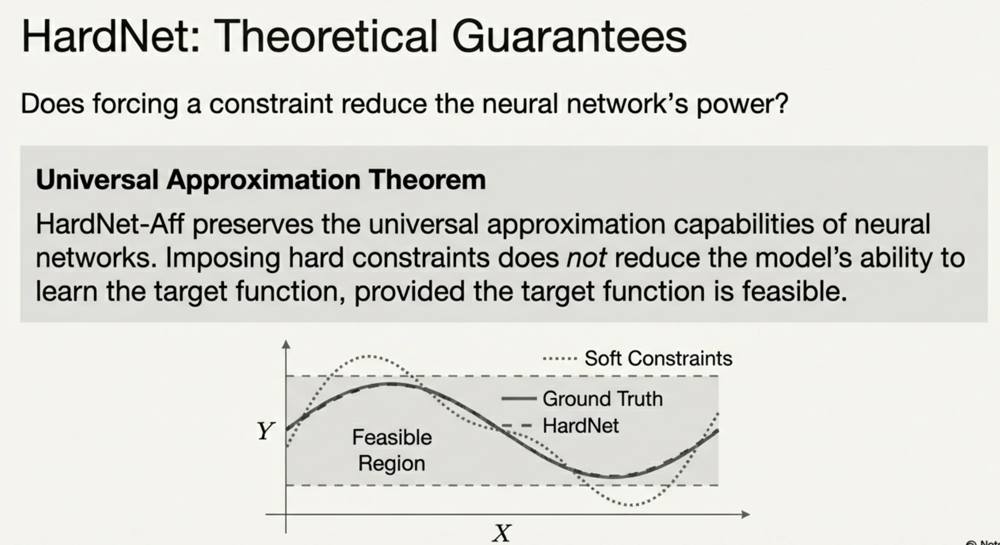 HardNet: Theoretical Guarantees
Does forcing a constraint reduce the neural network’s power?
Universal Approximation Theorem
HardNet-Aff preserves the universal approximation capabilities of neural
networks. Imposing hard constraints does not reduce the model’s ability to
learn the target function, provided the target function is feasible.
Soft Constraints
Ground Truth
HardNet
Y
Feasible
Region
X